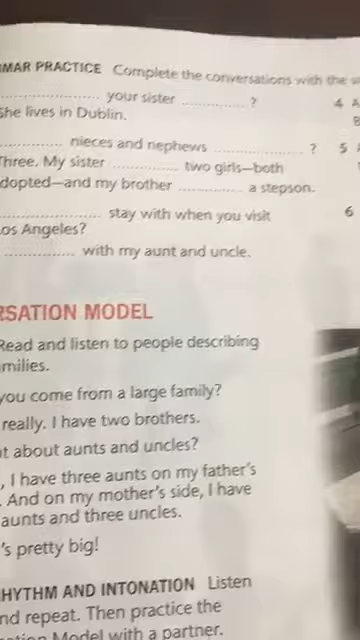 MAR PRACTICE Complete the conversations with the
.................... your sister ................ ?
She lives in Dublin.
nieces and nephews .................... ?
Three. My sister ................ two girls—both
dopted—and my brother ................ a stepson.
.................... stay with when you visit
os Angeles?
................ with my aunt and uncle.
4 A
B
5
6
RSATION MODEL
Read and listen to people describing
milies.
you come from a large family?
really. I have two brothers.
t about aunts and uncles?
, I have three aunts on my father's
. And on my mother's side, I have
aunts and three uncles.
's pretty big!
HYTHM AND INTONATION Listen
nd repeat. Then practice the
ation Model with a partner.